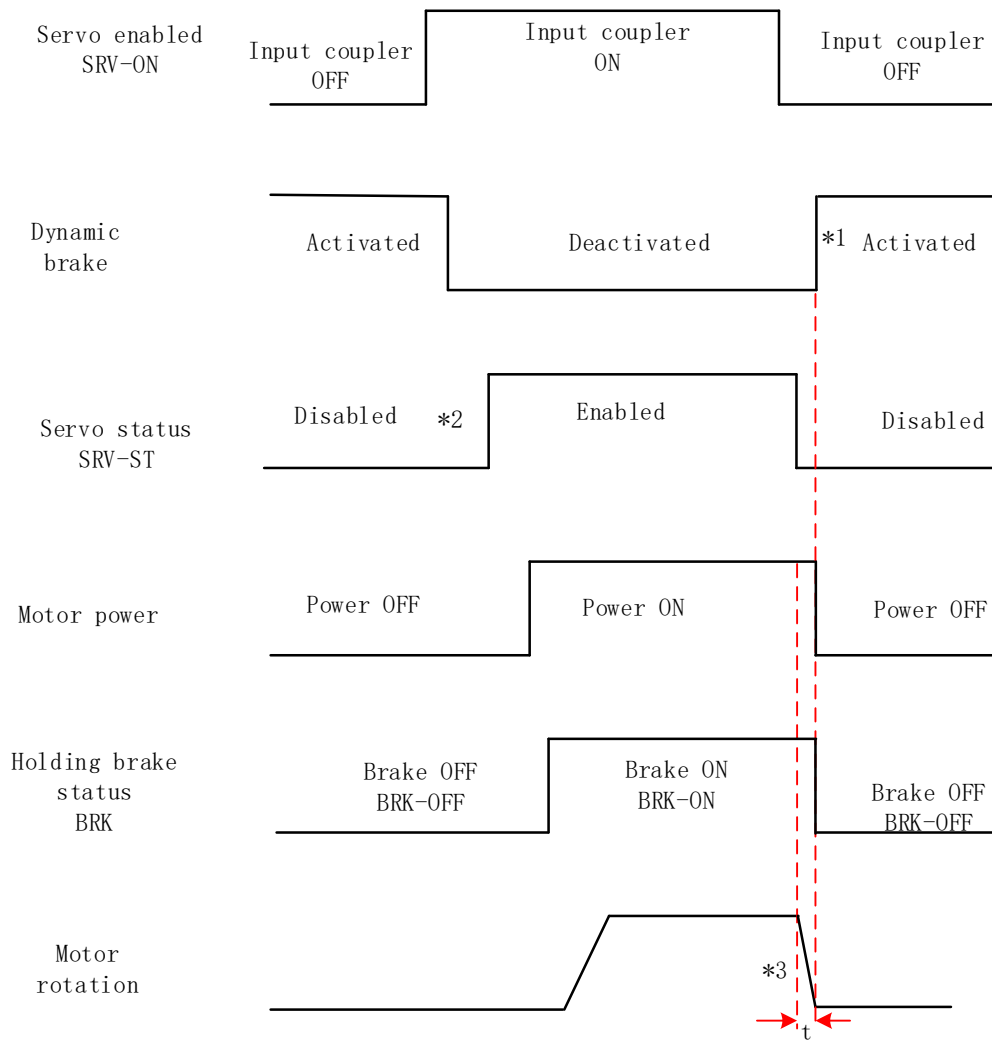 Servo enabled
SRV-ON
Input coupler
OFF
Input coupler
ON
Input coupler
OFF
Dynamic
brake
Activated
Deactivated
*1 Activated
Servo status
SRV-ST
Disabled
*2
Enabled
Disabled
Motor power
Power OFF
Power ON
Power OFF
Holding brake
status
BRK
Brake OFF
BRK-OFF
Brake ON
BRK-ON
Brake OFF
BRK-OFF
Motor
rotation
*3
t